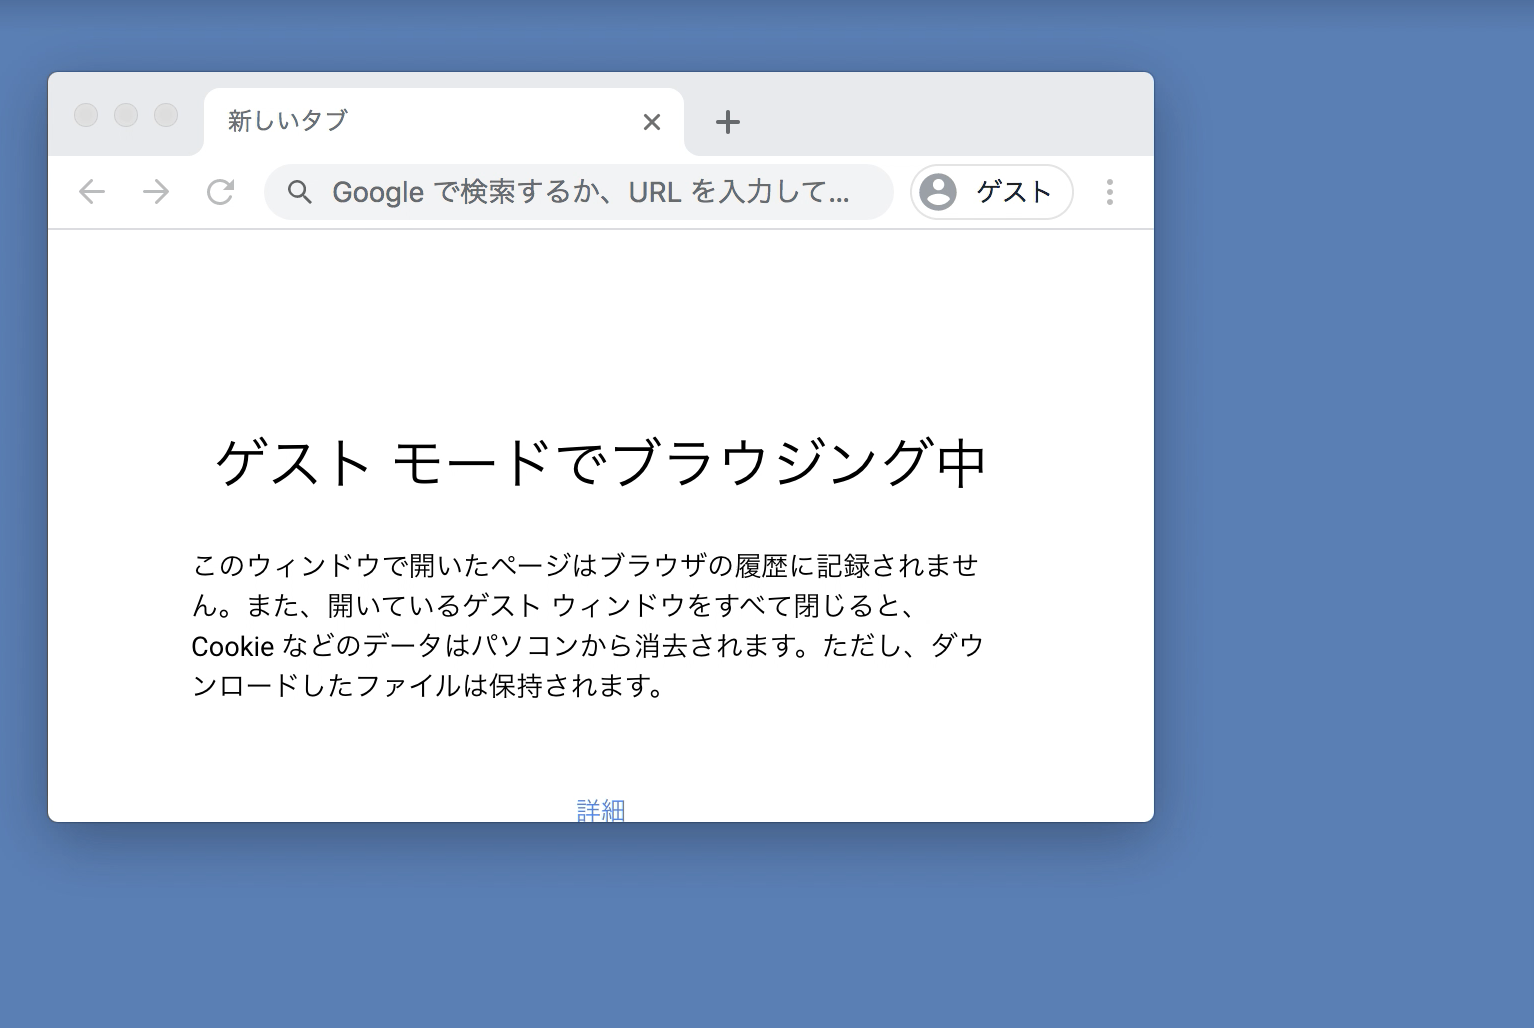 新しいタブ
Google で検索するか、URL を入力して...
ゲスト
ゲスト モードでブラウジング中
このウィンドウで開いたページはブラウザの履歴に記録されませ
ん。また、開いているゲスト ウィンドウをすべて閉じると、
Cookie などのデータはパソコンから消去されます。ただし、ダウ
ンロードしたファイルは保持されます。
詳細